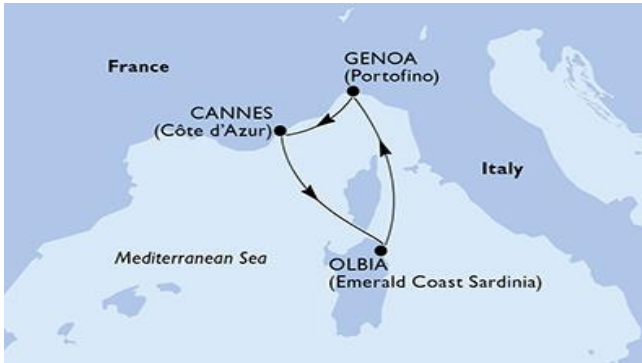 GENOA
(Portofino)
France
CANNES
(Côte d'Azur)
Italy
Mediterranean Sea
OLBIA
(Emerald Coast Sardinia)